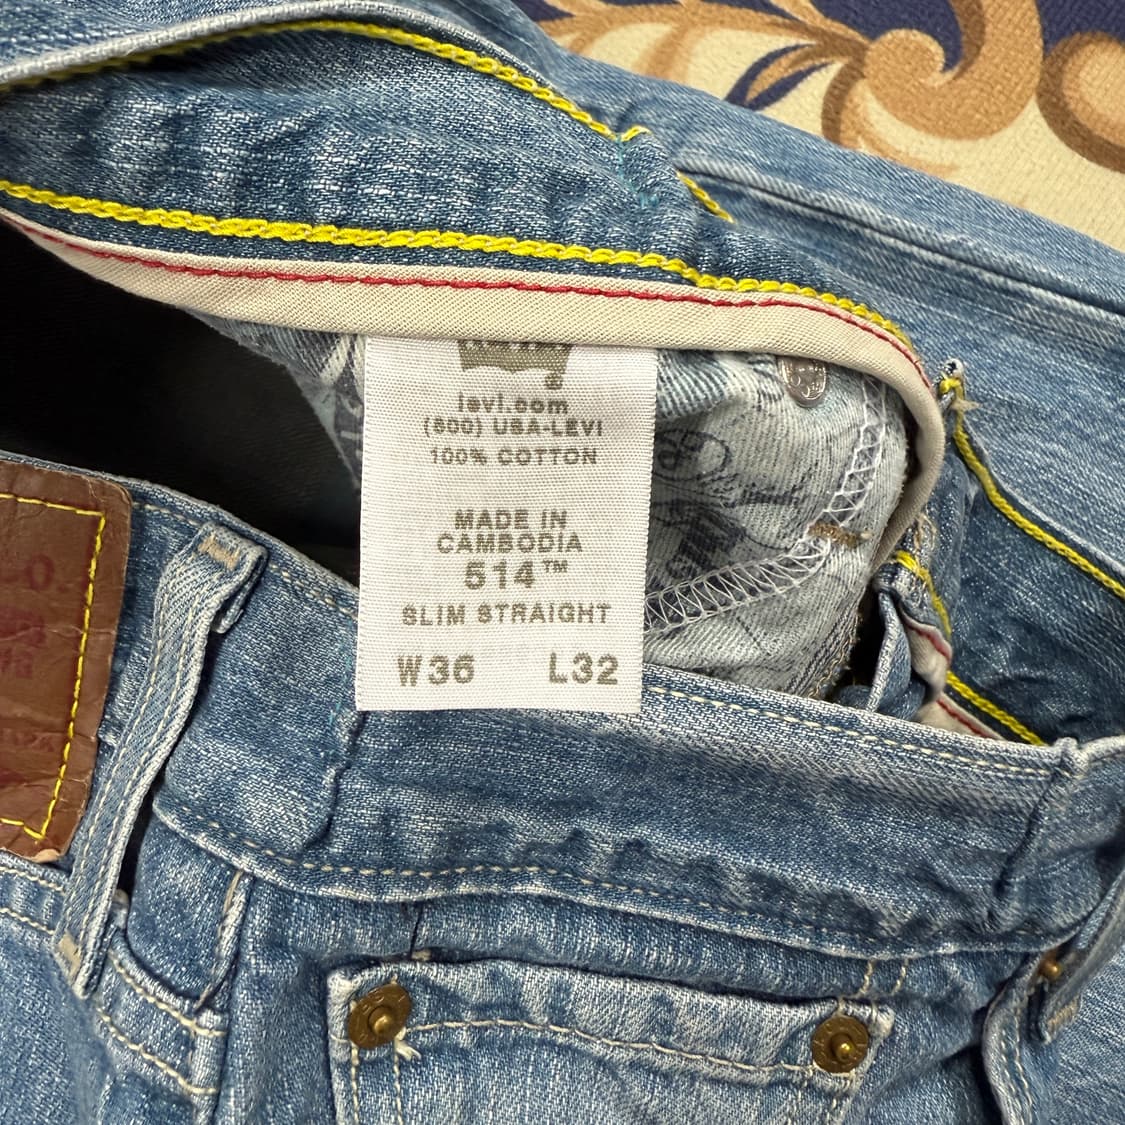 levi.com
(800) USA-LEVI
100% COTTON
MADE IN
CAMBODIA
514™
SLIM STRAIGHT
W36 L32